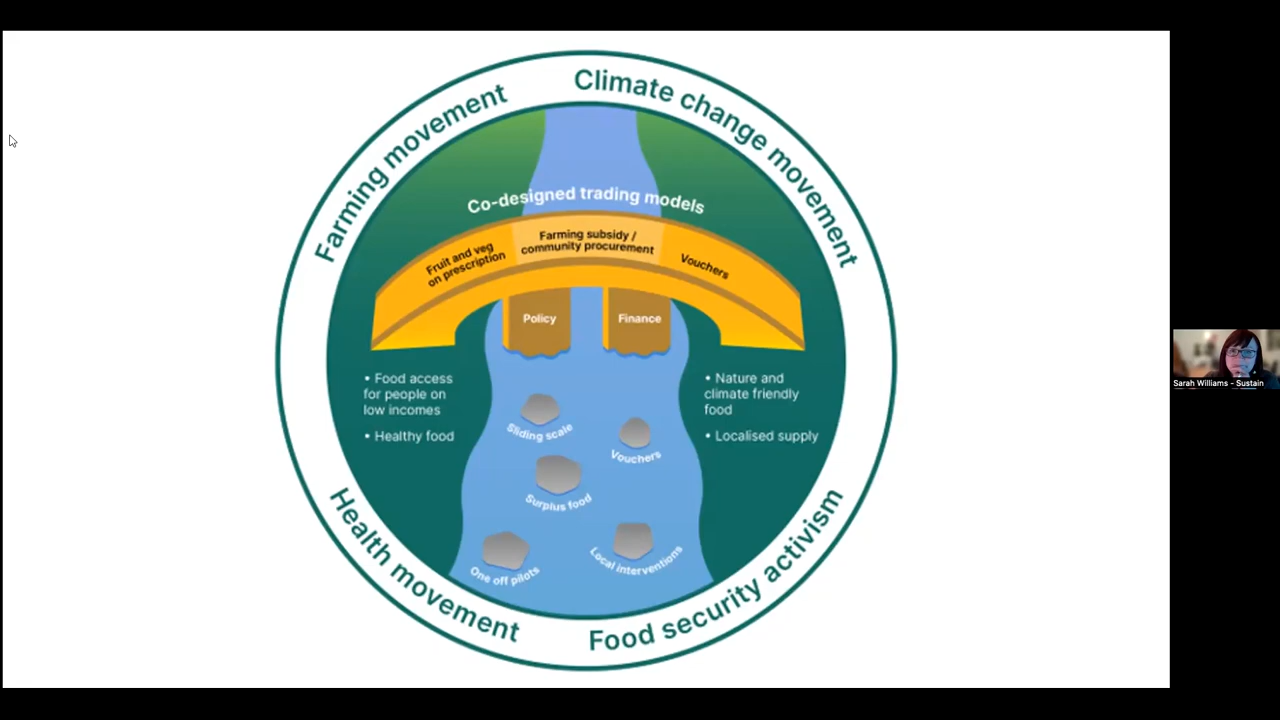 Farming movement
Climate change movement
Co-designed trading models
Fruit and veg
on prescription
Farming subsidy /
community procurement
Vouchers
Policy
Finance
• Food access
for people on
low incomes
• Healthy food
• Nature and
climate friendly
food
• Localised supply
Sliding scale
Vouchers
Surplus food
One off pilots
Local interventions
Health movement
Food security activism
Sarah Williams - Sustain